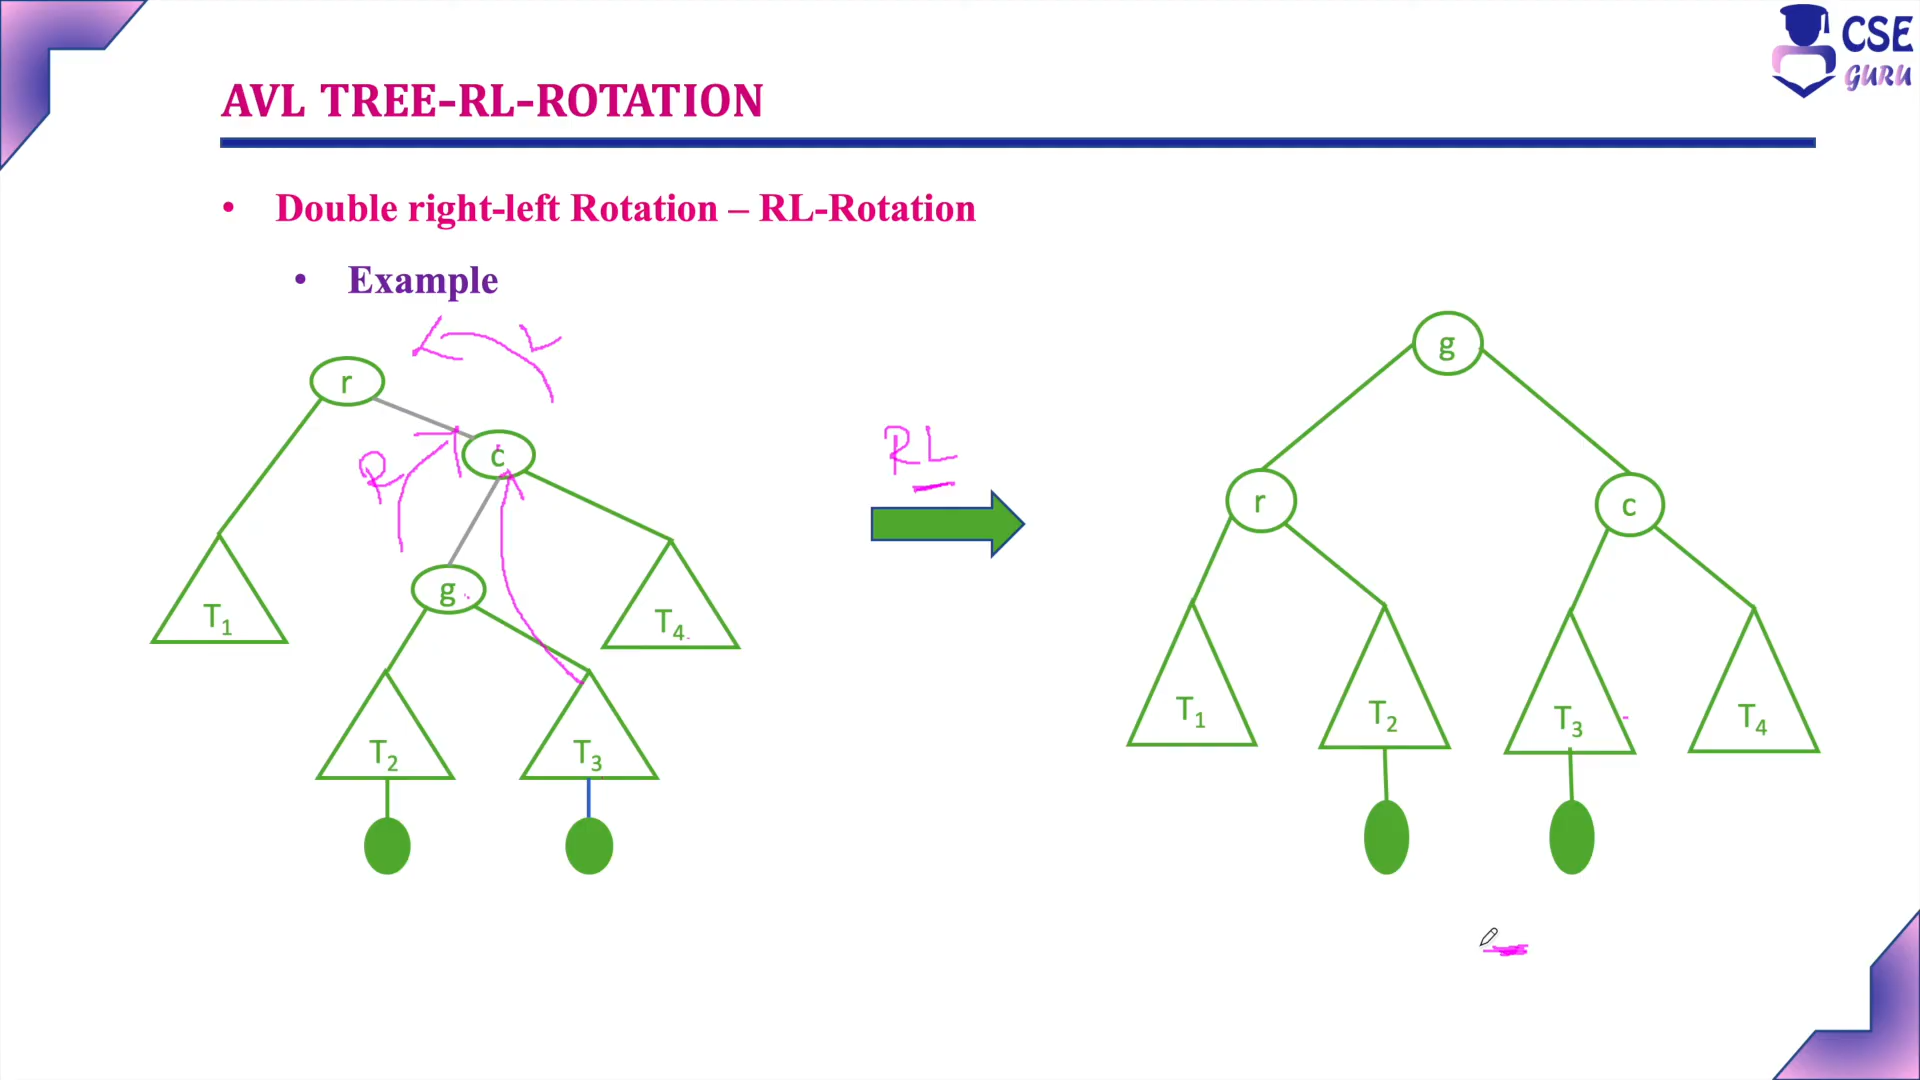 CSE
GURU
AVL TREE-RL-ROTATION
• Double right-left Rotation – RL-Rotation
• Example
L
r
c
R
g
T1
T4
T2
T3
RL
g
r
c
T1
T2
T3
T4